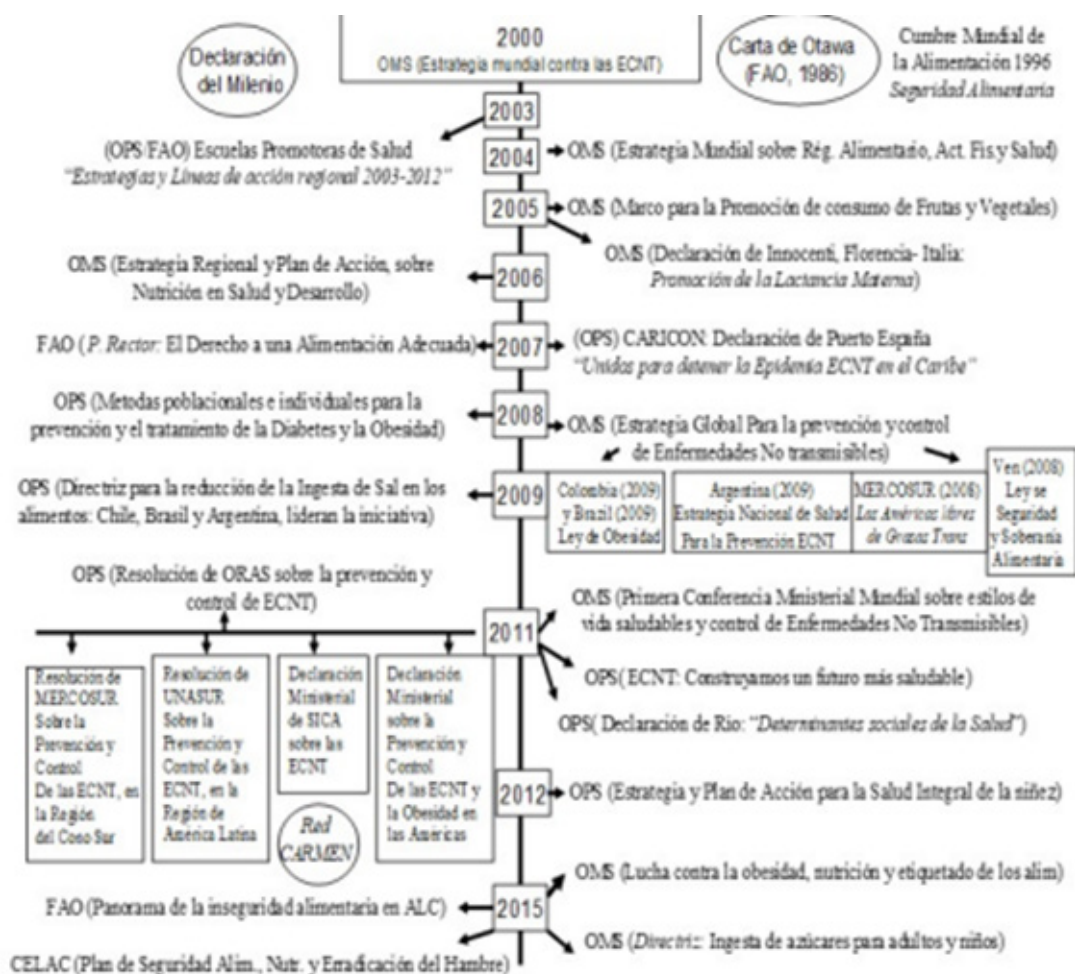 Declaración
del Milenio
2000
OMS (Estrategia mundial contra las ECNT)
Carta de Otawa
(FAO, 1986)
Cumbre Mundial de
la Alimentación 1996
Seguridad Alimentaria
2003
(OPS/FAO) Escuelas Promotoras de Salud
"Estrategias y Líneas de acción regional 2003-2012"
2004
OMS (Estrategia Mundial sobre Rég. Alimentario, Act. Fis.y Salud)
2005
OMS (Marco para la Promoción de consumo de Frutas y Vegetales)
OMS (Declaración de Innocenti, Florencia- Italia:
Promoción de la Lactancia Materna)
OMS (Estrategia Regional y Plan de Acción, sobre
Nutrición en Salud y Desarrollo)
2006
FAO ( P. Rector: El Derecho a una Alimentación Adecuada)
2007
(OPS) CARICON: Declaración de Puerto España
"Unidos para detener la Epidemia ECNT en el Caribe"
OPS (Metodas poblacionales e individuales para la
prevención y el tratamiento de la Diabetes y la Obesidad)
2008
OMS (Estrategia Global Para la prevención y control
de Enfermedades No transmisibles)
OPS (Directriz para la reducción de la Ingesta de Sal en los
alimentos: Chile, Brasil y Argentina, lideran la iniciativa)
2009
Colombia (2009)
y Brazil (2009)
Ley de Obesidad
Argentina (2009)
Estrategia Nacional de Salud
Para la Prevención ECNT
MERCOSUR (2008)
Las Américas libres
de Grazas Trans
Ven (2008)
Ley se
Seguridad
y Soberanía
Alimentaria
OPS (Resolución de ORAS sobre la prevención y
control de ECNT)
2011
OMS (Primera Conferencia Ministerial Mundial sobre estilos de
vida saludables y control de Enfermedades No Transmisibles)
OPS( ECNT: Construyamos un futuro más saludable)
OPS( Declaración de Rio: "Determinantes sociales de la Salud")
Resolución de
MERCOSUR
Sobre la
Prevención y
Control
De las ECNT, en
la Región
del Cono Sur
Resolución de
UNASUR
Sobre la
Prevención y
Control de las
ECNT, en la
Región de
América Latina
Declaración
Ministerial
de SICA
sobre las
ECNT
Declaración
Ministerial
sobre la
Prevención y
Control
De las ECNT y
la Obesidad en
las Américas
Red
CARMEN
2012
OPS (Estrategia y Plan de Acción para la Salud Integral de la niñez)
2015
OMS (Lucha contra la obesidad, nutrición y etiquetado de los alim)
FAO (Panorama de la inseguridad alimentaria en ALC)
OMS (Directriz: Ingesta de azúcares para adultos y niños)
CELAC (Plan de Seguridad Alim., Nutr. y Erradicación del Hambre)